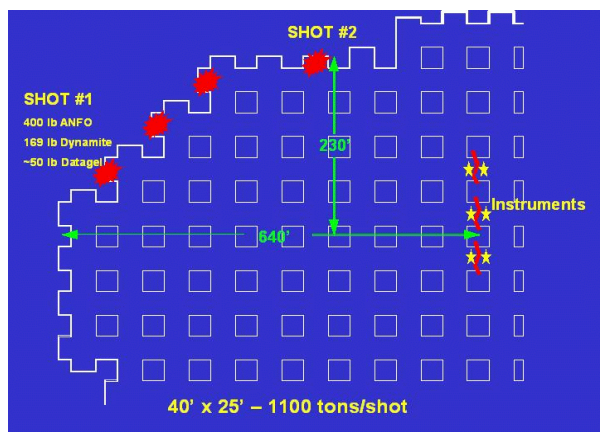 SHOT #2
SHOT #1
400 lb ANFO
169 lb Dynamite
~50 lb Datagel
230'
Instruments
640'
40' x 25' – 1100 tons/shot